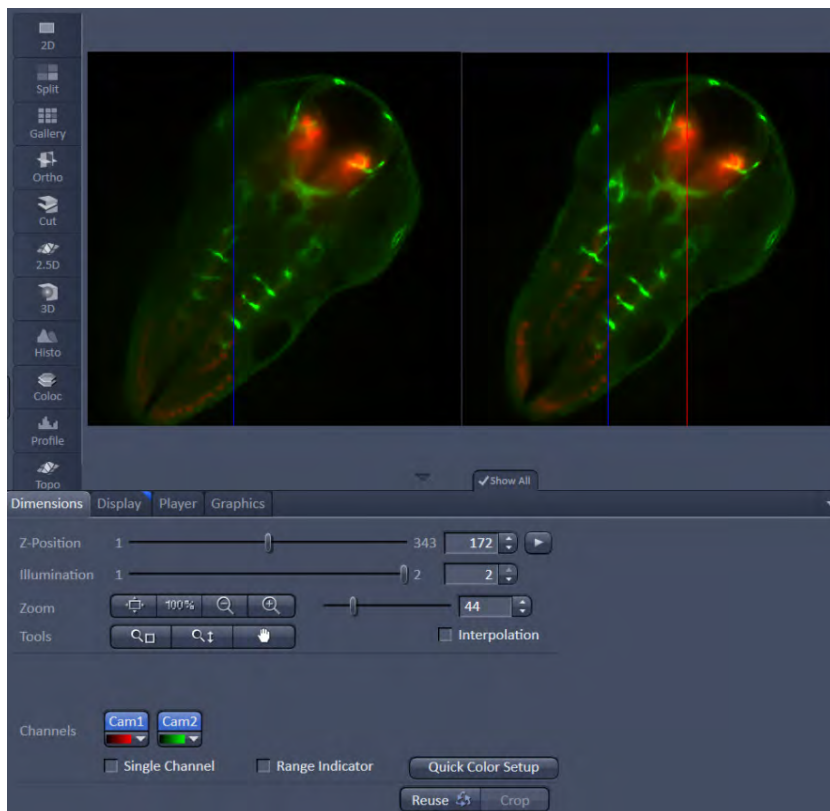 2D
Split
Gallery
Ortho
Cut
2.5D
3D
Histo
Coloc
Profile
Topo
Show All
Dimensions Display Player Graphics
Z-Position 1 343 172
Illumination 1 2 2
Zoom 100% 44
Tools Interpolation
Channels Cam1 Cam2
Single Channel Range Indicator Quick Color Setup
Reuse Crop